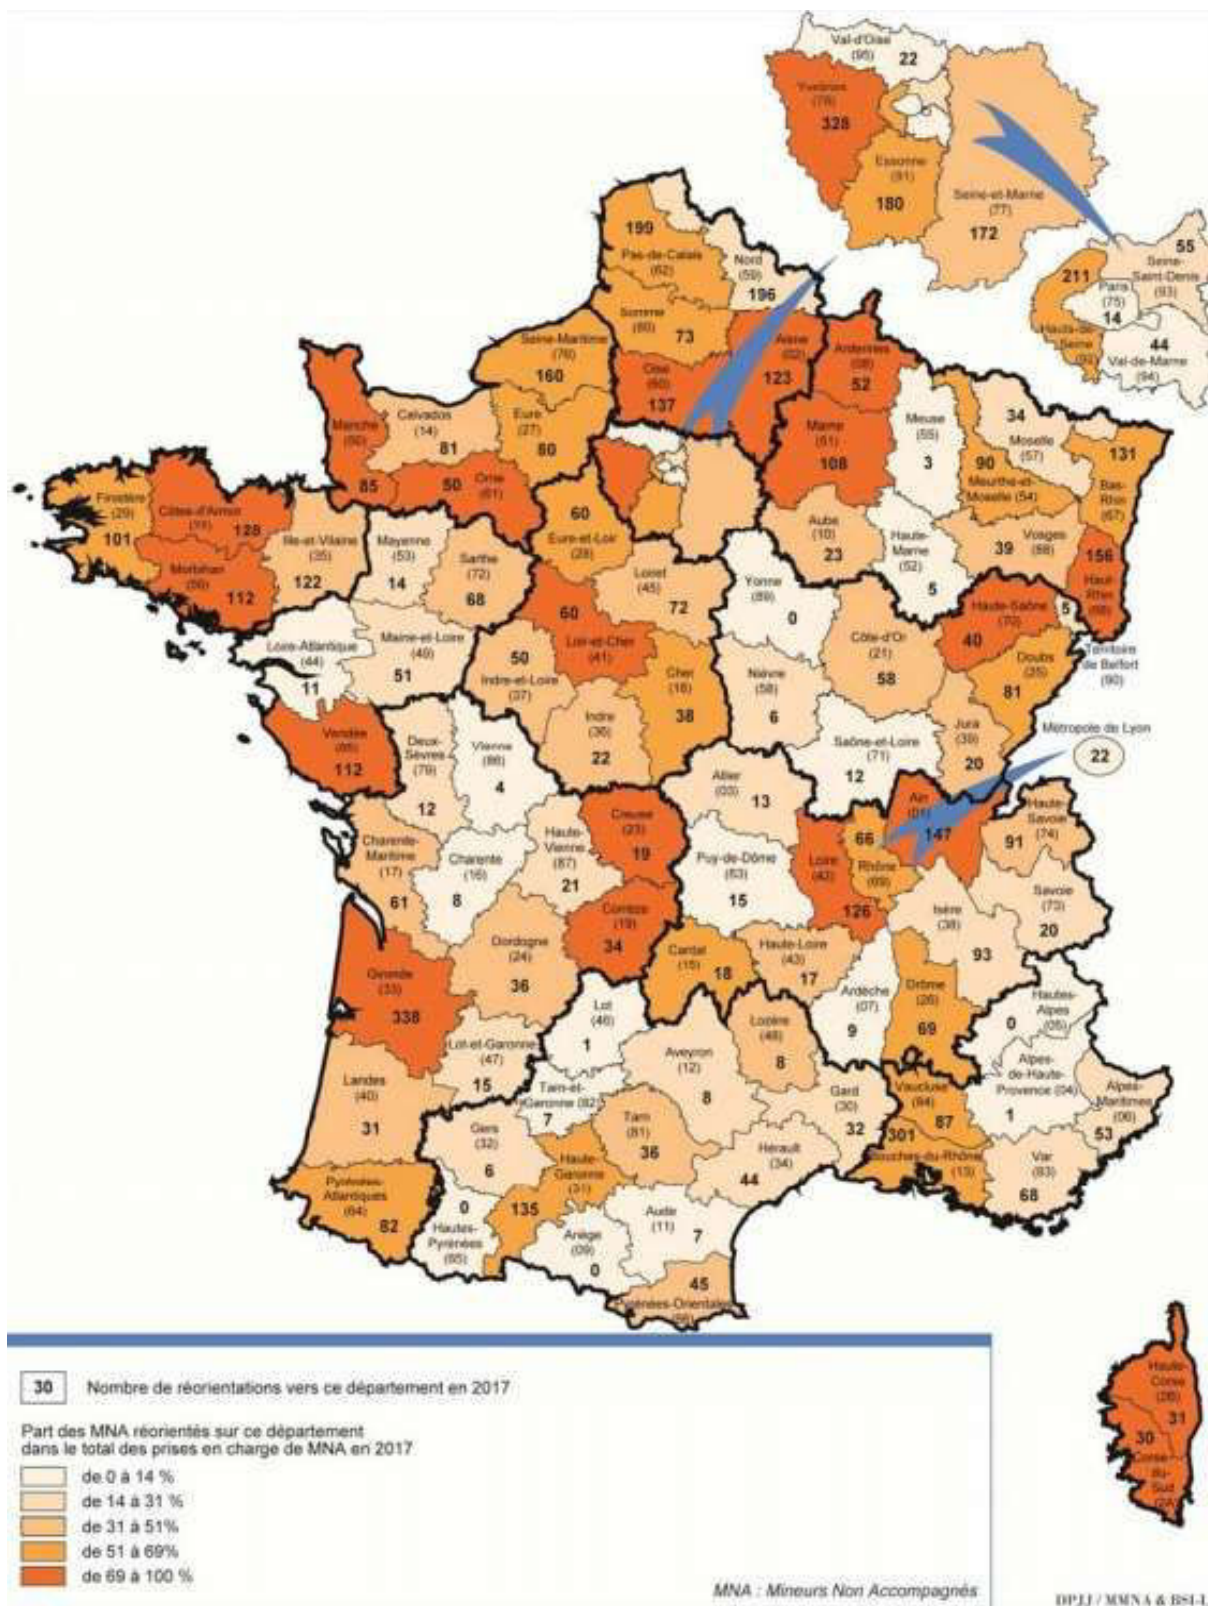 Val-d'Oise
(95)
22
Yvelines
(78)
328
Essonne
(91)
180
Seine-et-Marne
(77)
172
55
Seine-
Saint-Denis
(93)
211
Paris
(75)
14
Hauts-de-
Seine
(92)
44
Val-de-Marne
(94)
199
Pas-de-Calais
(62)
Nord
(59)
196
Somme
(80)
73
Seine-Maritime
(76)
160
Aisne
(02)
123
Oise
(60)
137
Ardennes
(08)
52
Manche
(50)
85
Calvados
(14)
81
Eure
(27)
80
50
Orne
(61)
Marne
(51)
108
Meuse
(55)
3
34
Moselle
(57)
90
Meurthe-et-
Moselle (54)
131
Bas-
Rhin
(67)
Finistère
(29)
101
Côtes-d'Armor
(22)
128
Morbihan
(56)
112
Ille-et-Vilaine
(35)
122
Mayenne
(53)
14
Sarthe
(72)
68
60
Eure-et-Loir
(28)
Aube
(10)
23
Haute-
Marne
(52)
5
Vosges
(88)
39
156
Haut-
Rhin
(68)
Loiret
(45)
72
Yonne
(89)
0
60
Loir-et-Cher
(41)
Côte-d'Or
(21)
58
Haute-Saône
(70)
40
5
Territoire
de Belfort
(90)
Doubs
(25)
81
Loire-Atlantique
(44)
11
Maine-et-Loire
(49)
51
50
Indre-et-Loire
(37)
Cher
(18)
38
Nièvre
(58)
6
Indre
(36)
22
Jura
(39)
20
Saône-et-Loire
(71)
12
Métropole de Lyon
22
Vendée
(85)
112
Deux-
Sèvres
(79)
12
Vienne
(86)
4
Allier
(03)
13
Ain
(01)
147
Haute-
Savoie
(74)
91
Charente-
Maritime
(17)
61
Charente
(16)
8
Haute-
Vienne
(87)
21
Creuse
(23)
19
Puy-de-Dôme
(63)
15
Loire
(42)
126
66
Rhône
(69)
Savoie
(73)
20
Isère
(38)
93
Corrèze
(19)
34
Dordogne
(24)
36
Gironde
(33)
338
Cantal
(15)
18
Haute-Loire
(43)
17
Ardèche
(07)
9
Drôme
(26)
69
Hautes-
Alpes
(05)
0
Lot
(46)
1
Lot-et-Garonne
(47)
15
Aveyron
(12)
8
Lozère
(48)
8
Landes
(40)
31
Tarn-et-
Garonne (82)
7
Gard
(30)
32
Vaucluse
(84)
87
Alpes-
de-Haute-
Provence (04)
1
Alpes-
Maritimes
(06)
53
Gers
(32)
6
Tarn
(81)
36
Hérault
(34)
44
301
Bouches-du-Rhône
(13)
Var
(83)
68
Pyrénées-
Atlantiques
(64)
82
0
Hautes-
Pyrénées
(65)
Haute-
Garonne
(31)
135
Ariège
(09)
0
Aude
(11)
7
45
Pyrénées-Orientales
(66)
Haute-
Corse
(2B)
31
30
Corse-
du-
Sud
(2A)
30 Nombre de réorientations vers ce département en 2017
Part des MNA réorientés sur ce département
dans le total des prises en charge de MNA en 2017
de 0 à 14 %
de 14 à 31 %
de 31 à 51%
de 51 à 69%
de 69 à 100 %
MNA : Mineurs Non Accompagnés
DPJJ / MMNA & BSI-L